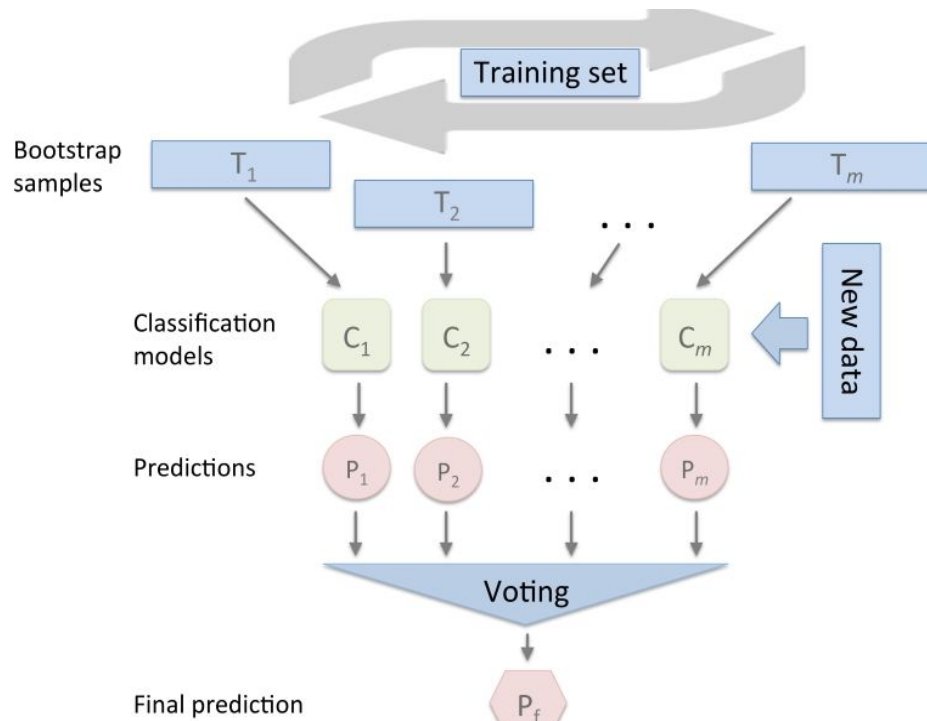 Training set
Bootstrap
samples
T1
T2
. . .
Tm
New data
Classification
models
C1
C2
. . .
Cm
Predictions
P1
P2
. . .
Pm
Voting
Final prediction
Pf